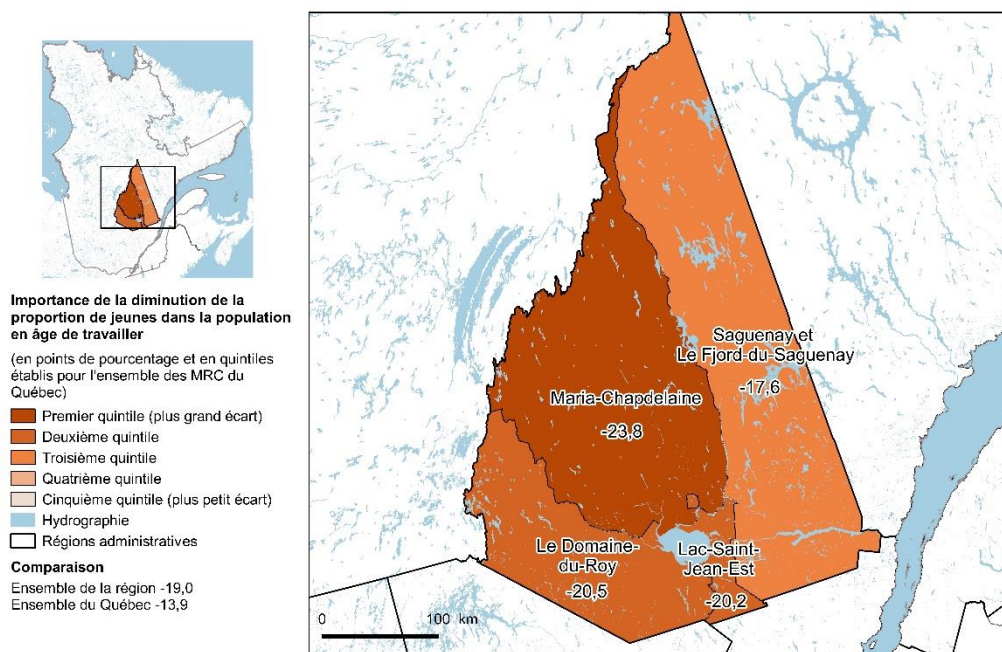 Importance de la diminution de la
proportion de jeunes dans la population
en âge de travailler
(en points de pourcentage et en quintiles
établis pour l'ensemble des MRC du
Québec)
Premier quintile (plus grand écart)
Deuxième quintile
Troisième quintile
Quatrième quintile
Cinquième quintile (plus petit écart)
Hydrographie
Régions administratives
Comparaison
Ensemble de la région -19,0
Ensemble du Québec -13,9
Saguenay et
Le Fjord-du-Saguenay
-17,6
Maria-Chapdelaine
-23,8
Le Domaine-
du-Roy
-20,5
Lac-Saint-
Jean-Est
-20,2
0 100 km